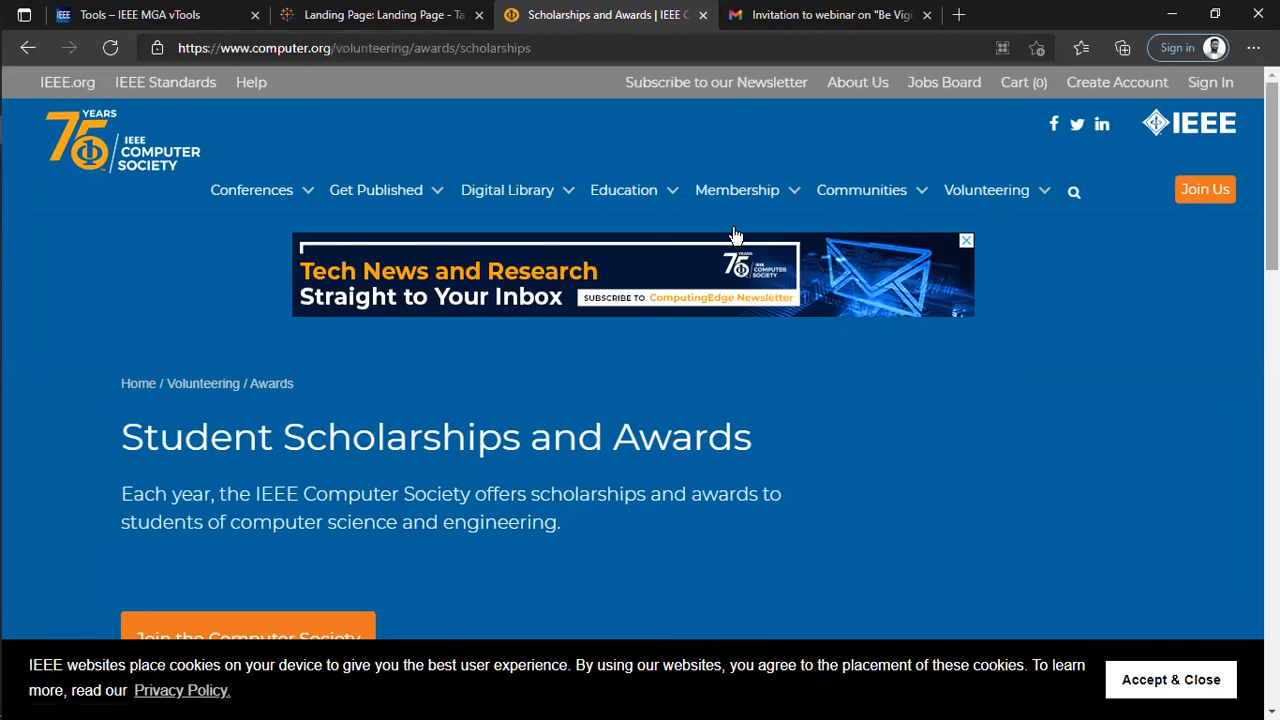 Tools – IEEE MGA vTools
Landing Page: Landing Page - Ta
Scholarships and Awards | IEEE C
Invitation to webinar on "Be Vigi
https://www.computer.org/volunteering/awards/scholarships
Sign in
IEEE.org IEEE Standards Help
Subscribe to our Newsletter About Us Jobs Board Cart (0) Create Account Sign In
75 YEARS
IEEE
COMPUTER
SOCIETY
IEEE
Conferences Get Published Digital Library Education Membership Communities Volunteering
Join Us
Tech News and Research
Straight to Your Inbox
75 YEARS
SUBSCRIBE TO ComputingEdge Newsletter
Home / Volunteering / Awards
Student Scholarships and Awards
Each year, the IEEE Computer Society offers scholarships and awards to
students of computer science and engineering.
Join the Computer Society
IEEE websites place cookies on your device to give you the best user experience. By using our websites, you agree to the placement of these cookies. To learn
more, read our Privacy Policy.
Accept & Close